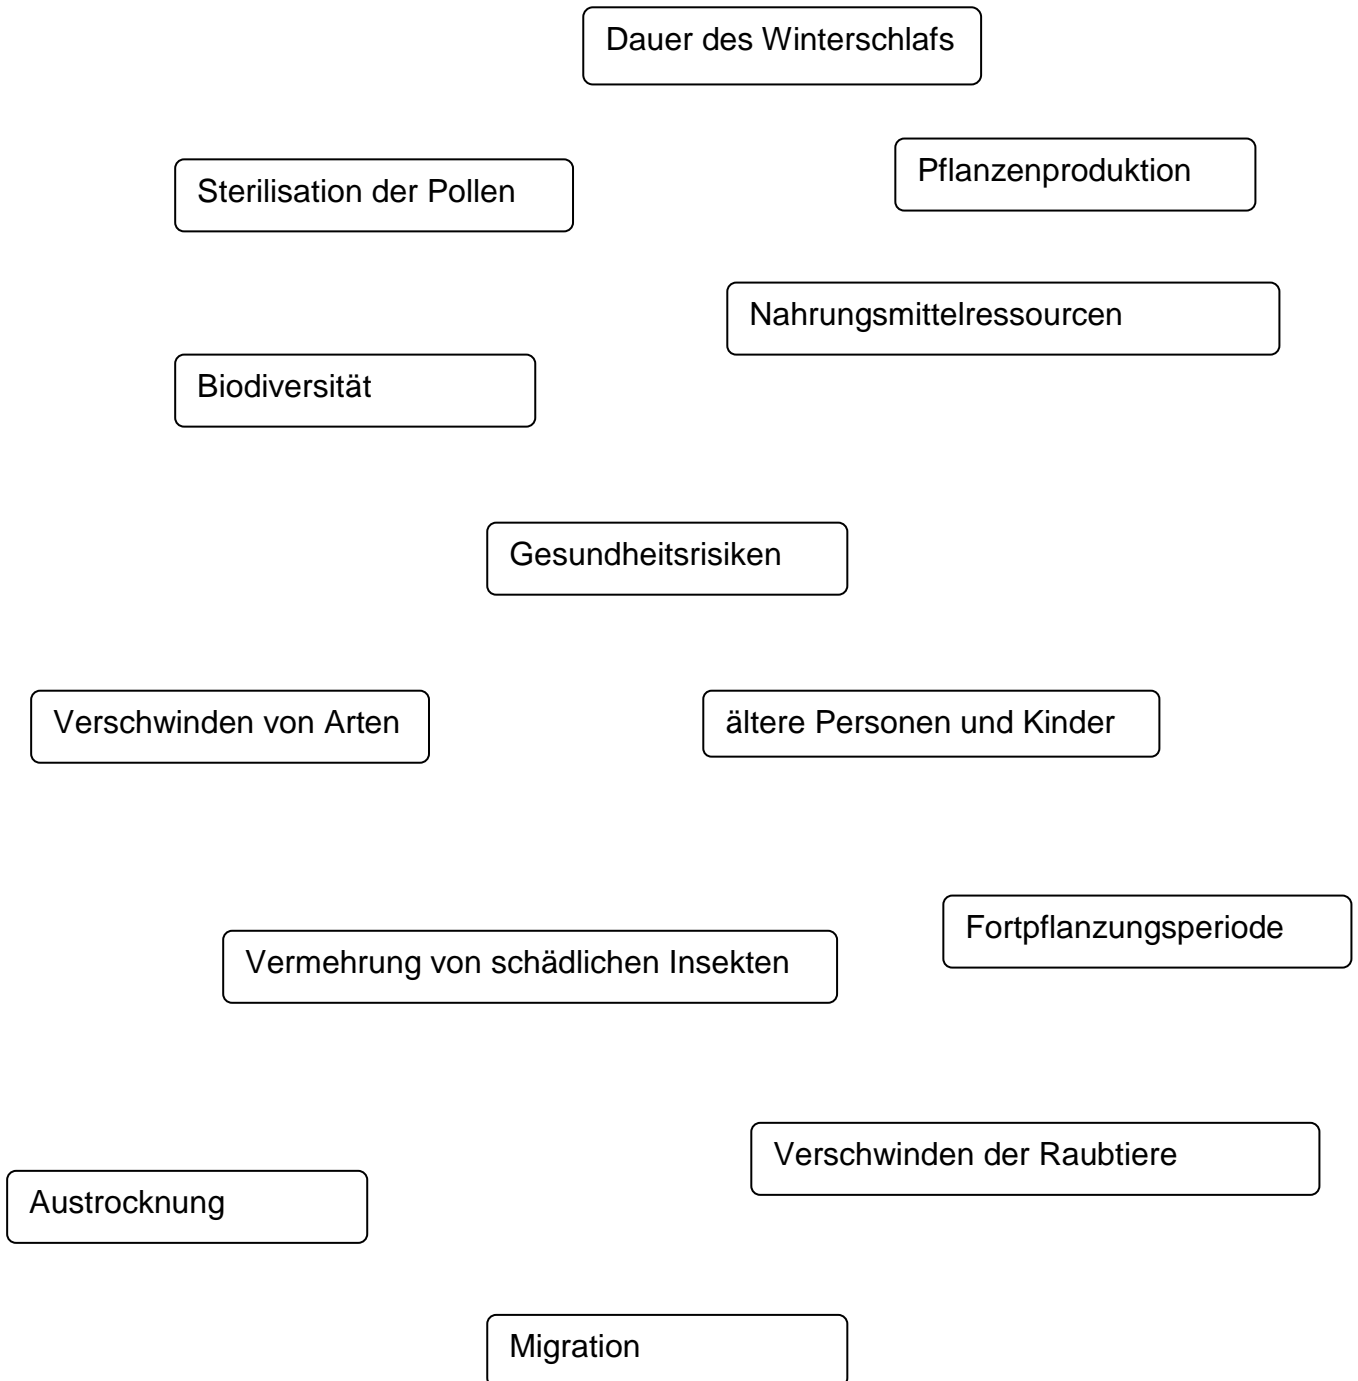 Dauer des Winterschlafs
Pflanzenproduktion
Sterilisation der Pollen
Nahrungsmittelressourcen
Biodiversität
Gesundheitsrisiken
Verschwinden von Arten
ältere Personen und Kinder
Fortpflanzungsperiode
Vermehrung von schädlichen Insekten
Verschwinden der Raubtiere
Austrocknung
Migration